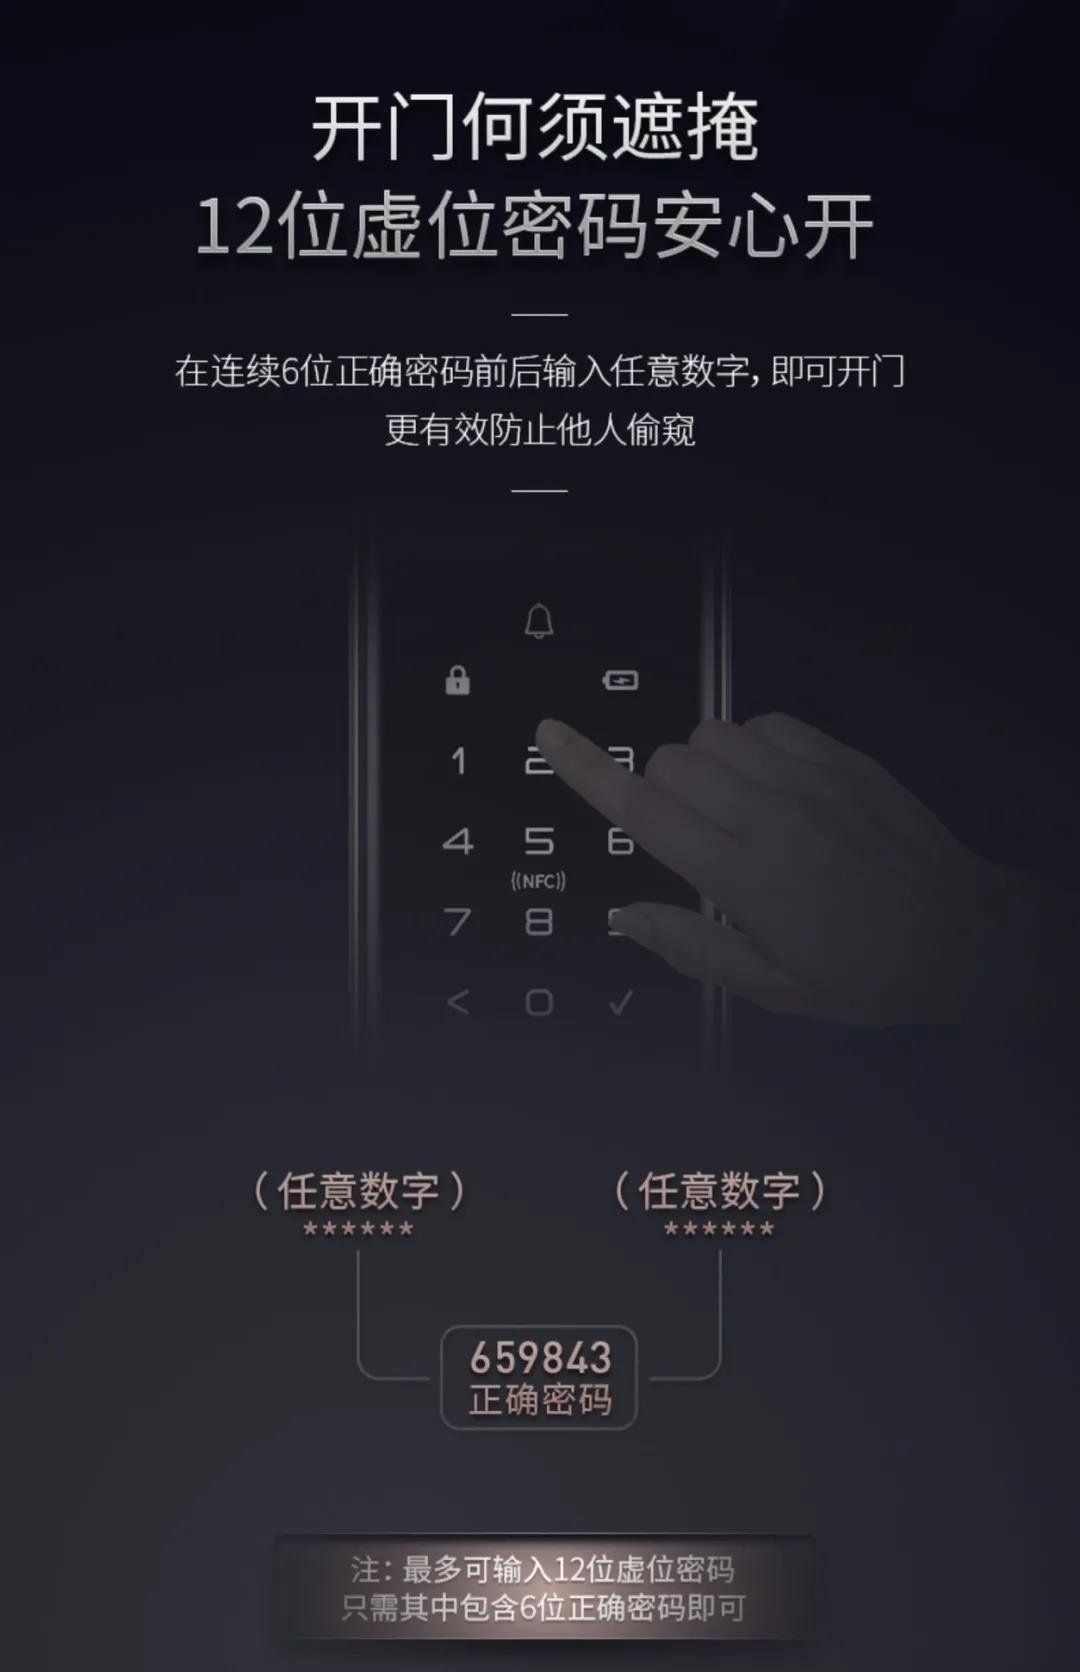 开门何须遮掩
12位虚位密码安心开
在连续6位正确密码前后输入任意数字，即可开门
更有效防止他人偷窥
1 2 3
4 5 6
((NFC))
7 8 9
< 0 ✓
（任意数字） （任意数字）
****** ******
659843
正确密码
注：最多可输入12位虚位密码
只需其中包含6位正确密码即可